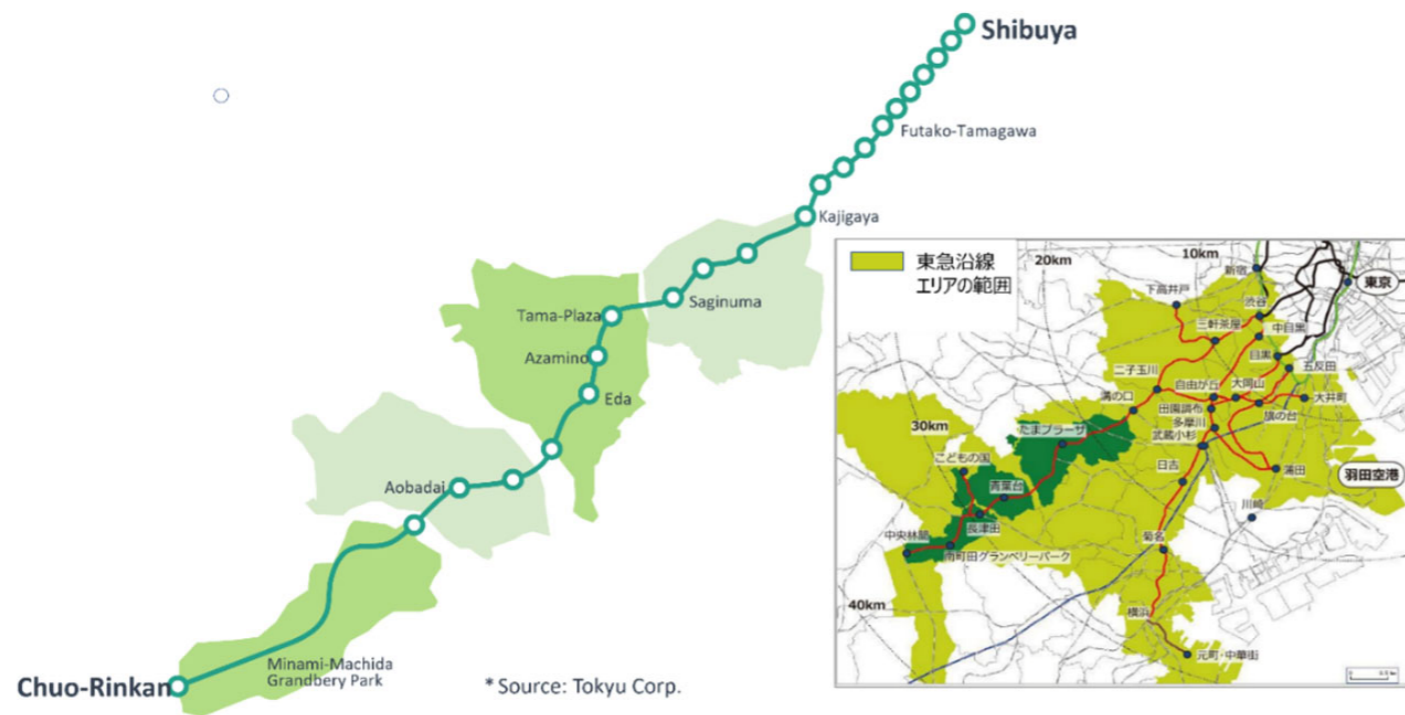 Shibuya
Futako-Tamagawa
Kajigaya
Saginuma
Tama-Plaza
Azamino
Eda
Aobadai
Minami-Machida
Grandbery Park
Chuo-Rinkan
* Source: Tokyu Corp.
東急沿線
エリアの範囲
20km
10km
新宿
東京
下高井戸
渋谷
三軒茶屋
中目黒
目黒
二子玉川
五反田
自由が丘
大岡山
大井町
溝の口
田園調布
旗の台
多摩川
30km
たまプラーザ
武蔵小杉
こどもの国
日吉
蒲田
羽田空港
青葉台
川崎
長津田
中央林間
南町田グランベリーパーク
菊名
40km
横浜
元町・中華街